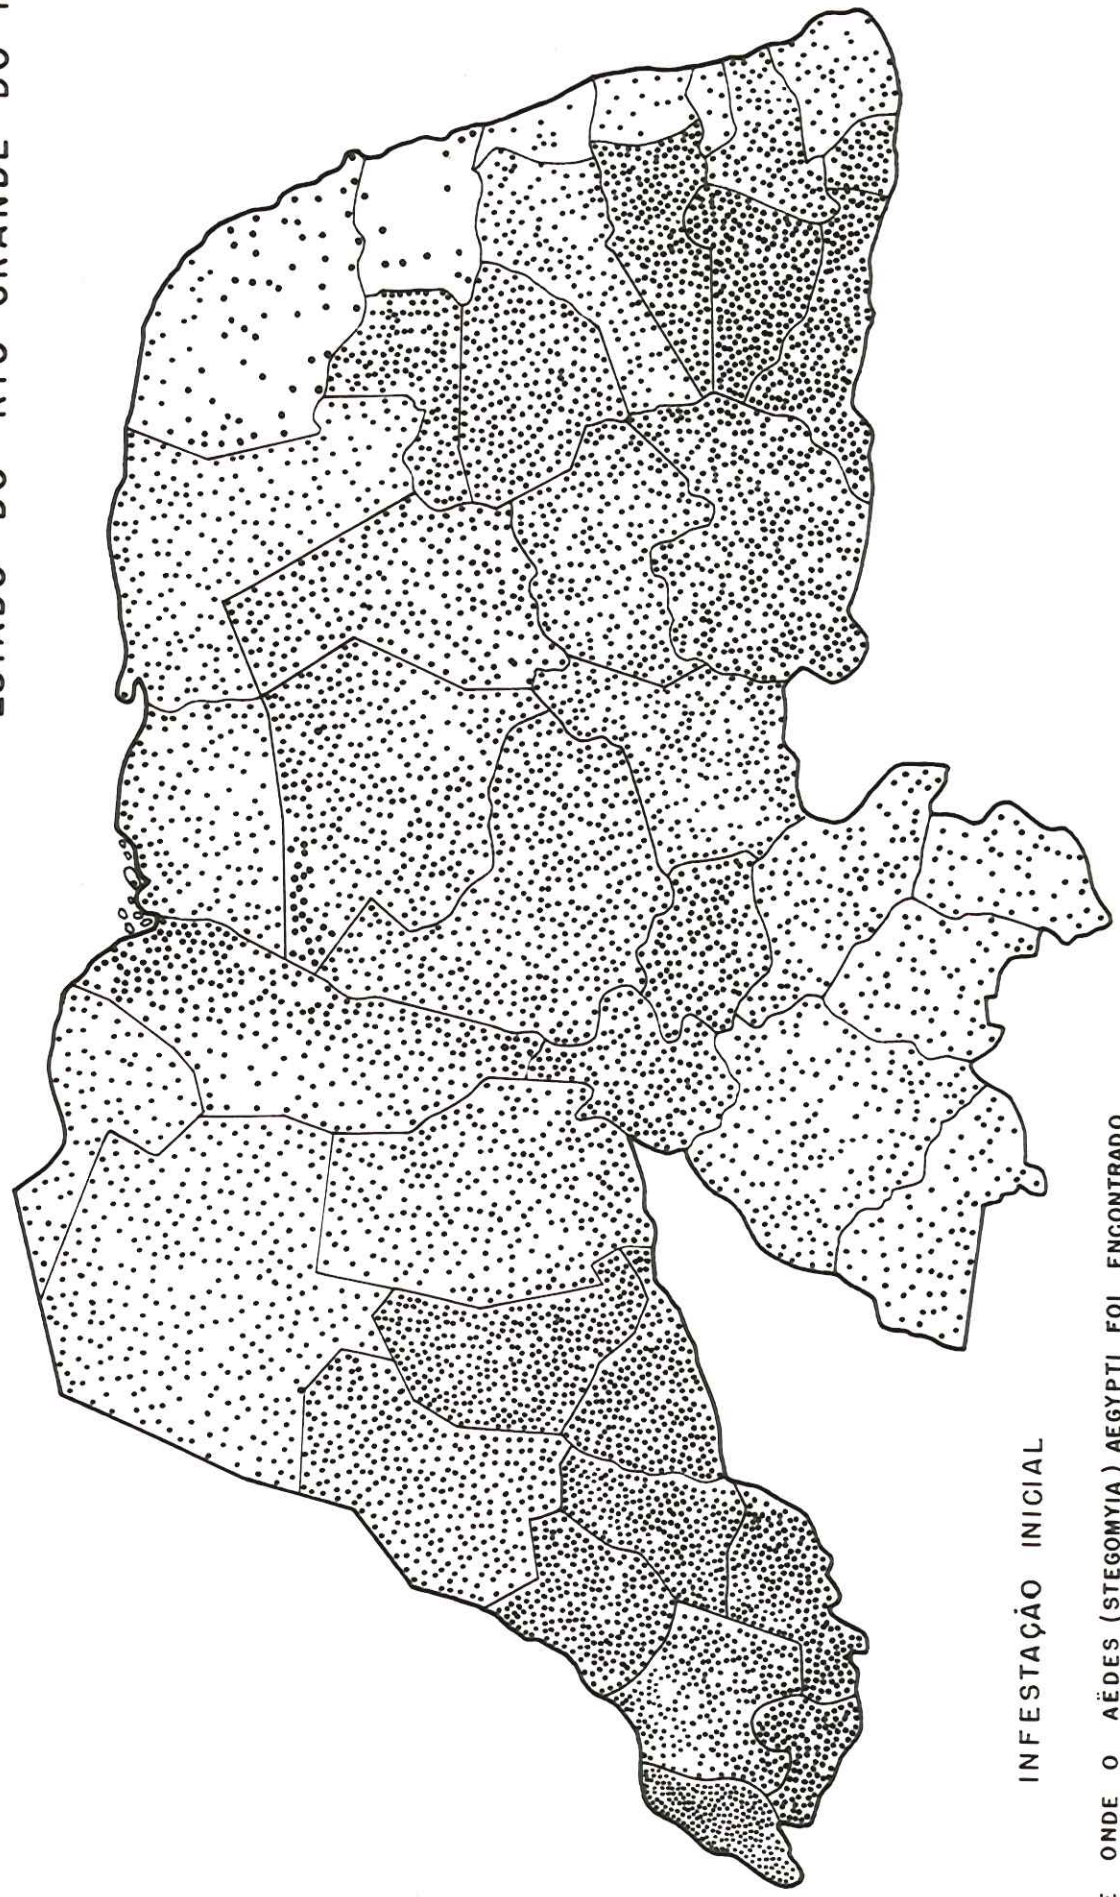 ESTADO DO RIO GRANDE DO
INFESTAÇÃO INICIAL
ONDE O AËDES (STEGOMYIA) AEGYPTI FOI ENCONTRADO